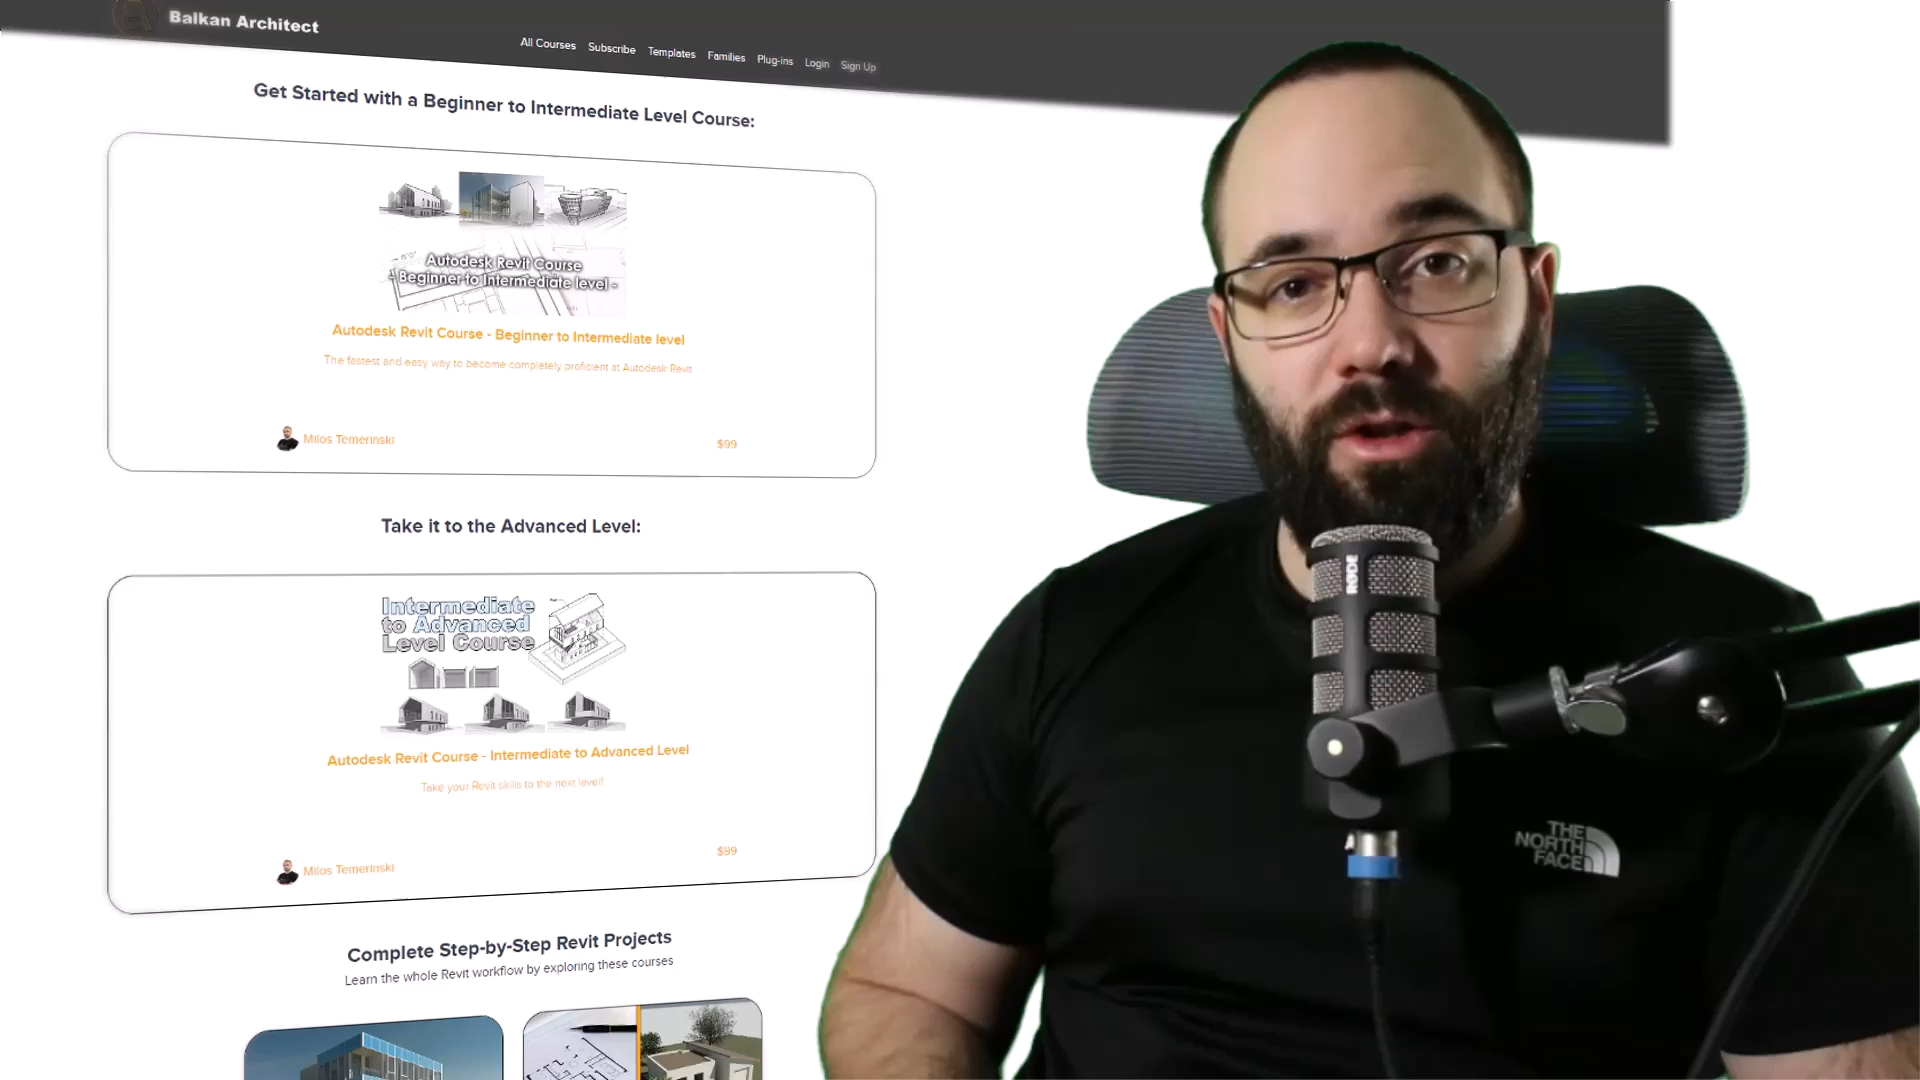 Balkan Architect
All Courses Subscribe Templates Families Plug-ins Login Sign Up
Get Started with a Beginner to Intermediate Level Course:
Autodesk Revit Course
- Beginner to Intermediate level -
Autodesk Revit Course - Beginner to Intermediate level
The fastest and easy way to become completely proficient at Autodesk Revit
Milos Temerinski
$99
Take it to the Advanced Level:
Intermediate
to Advanced
Level Course
Autodesk Revit Course - Intermediate to Advanced Level
Take your Revit skills to the next level!
$99
Milos Temerinski
Complete Step-by-Step Revit Projects
Learn the whole Revit workflow by exploring these courses
RØDE
THE
NORTH
FACE